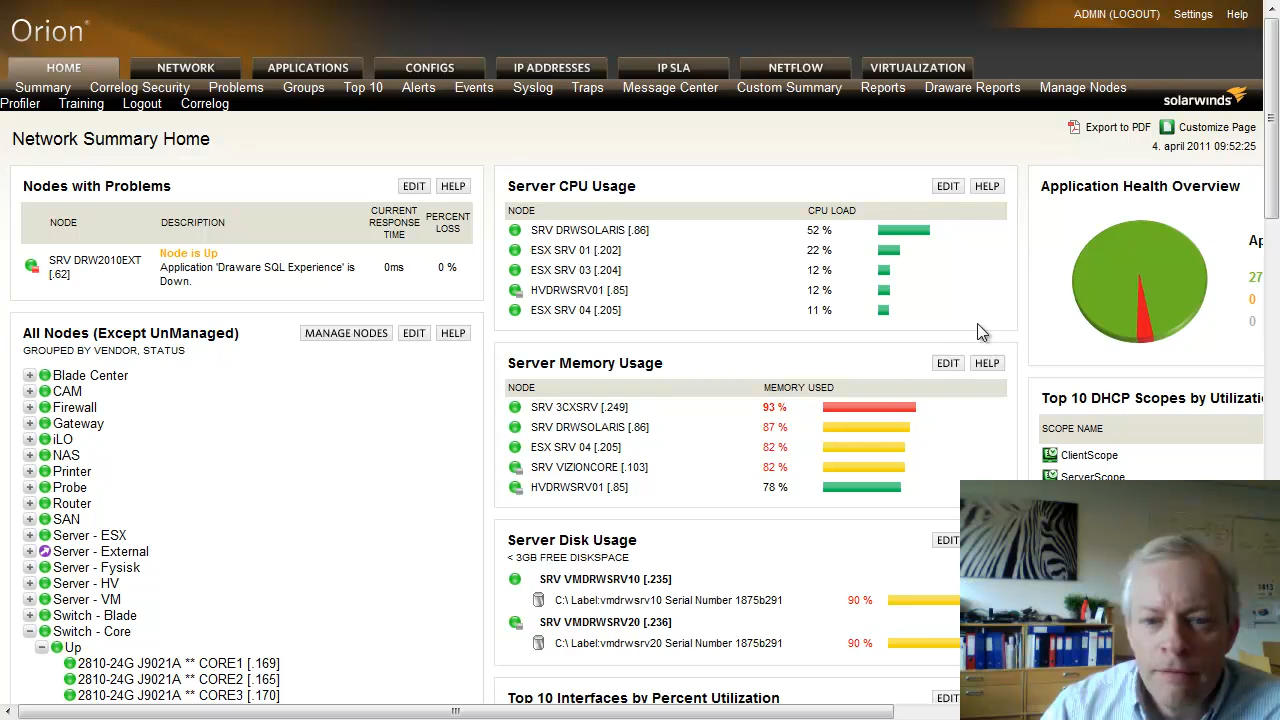 Orion
ADMIN (LOGOUT) Settings Help
HOME NETWORK APPLICATIONS CONFIGS IP ADDRESSES IP SLA NETFLOW VIRTUALIZATION
Summary Correlog Security Problems Groups Top 10 Alerts Events Syslog Traps Message Center Custom Summary Reports Draware Reports Manage Nodes
Profiler Training Logout Correlog
solarwinds
Network Summary Home
Export to PDF Customize Page
4. april 2011 09:52:25
Nodes with Problems EDIT HELP
NODE DESCRIPTION CURRENT RESPONSE TIME PERCENT LOSS
SRV DRW2010EXT [.62] Node is Up 0ms 0 %
Application 'Draware SQL Experience' is
Down.
All Nodes (Except UnManaged) MANAGE NODES EDIT HELP
GROUPED BY VENDOR, STATUS
Blade Center
CAM
Firewall
Gateway
iLO
NAS
Printer
Probe
Router
SAN
Server - ESX
Server - External
Server - Fysisk
Server - HV
Server - VM
Switch - Blade
Switch - Core
Up
2810-24G J9021A ** CORE1 [.169]
2810-24G J9021A ** CORE2 [.165]
2810-24G J9021A ** CORE3 [.170]
Server CPU Usage EDIT HELP
NODE CPU LOAD
SRV DRWSOLARIS [.86] 52 %
ESX SRV 01 [.202] 22 %
ESX SRV 03 [.204] 12 %
HVDRWSRV01 [.85] 12 %
ESX SRV 04 [.205] 11 %
Server Memory Usage EDIT HELP
NODE MEMORY USED
SRV 3CXSRV [.249] 93 %
SRV DRWSOLARIS [.86] 87 %
ESX SRV 04 [.205] 82 %
SRV VIZIONCORE [.103] 82 %
HVDRWSRV01 [.85] 78 %
Server Disk Usage EDIT
< 3GB FREE DISKSPACE
SRV VMDRWSRV10 [.235]
C:\ Label:vmdrwsrv10 Serial Number 1875b291 90 %
SRV VMDRWSRV20 [.236]
C:\ Label:vmdrwsrv20 Serial Number 1875b291 90 %
Top 10 Interfaces by Percent Utilization EDIT
Application Health Overview
Ap
27
0
0
Top 10 DHCP Scopes by Utilizati
SCOPE NAME
ClientScope
ServerScope